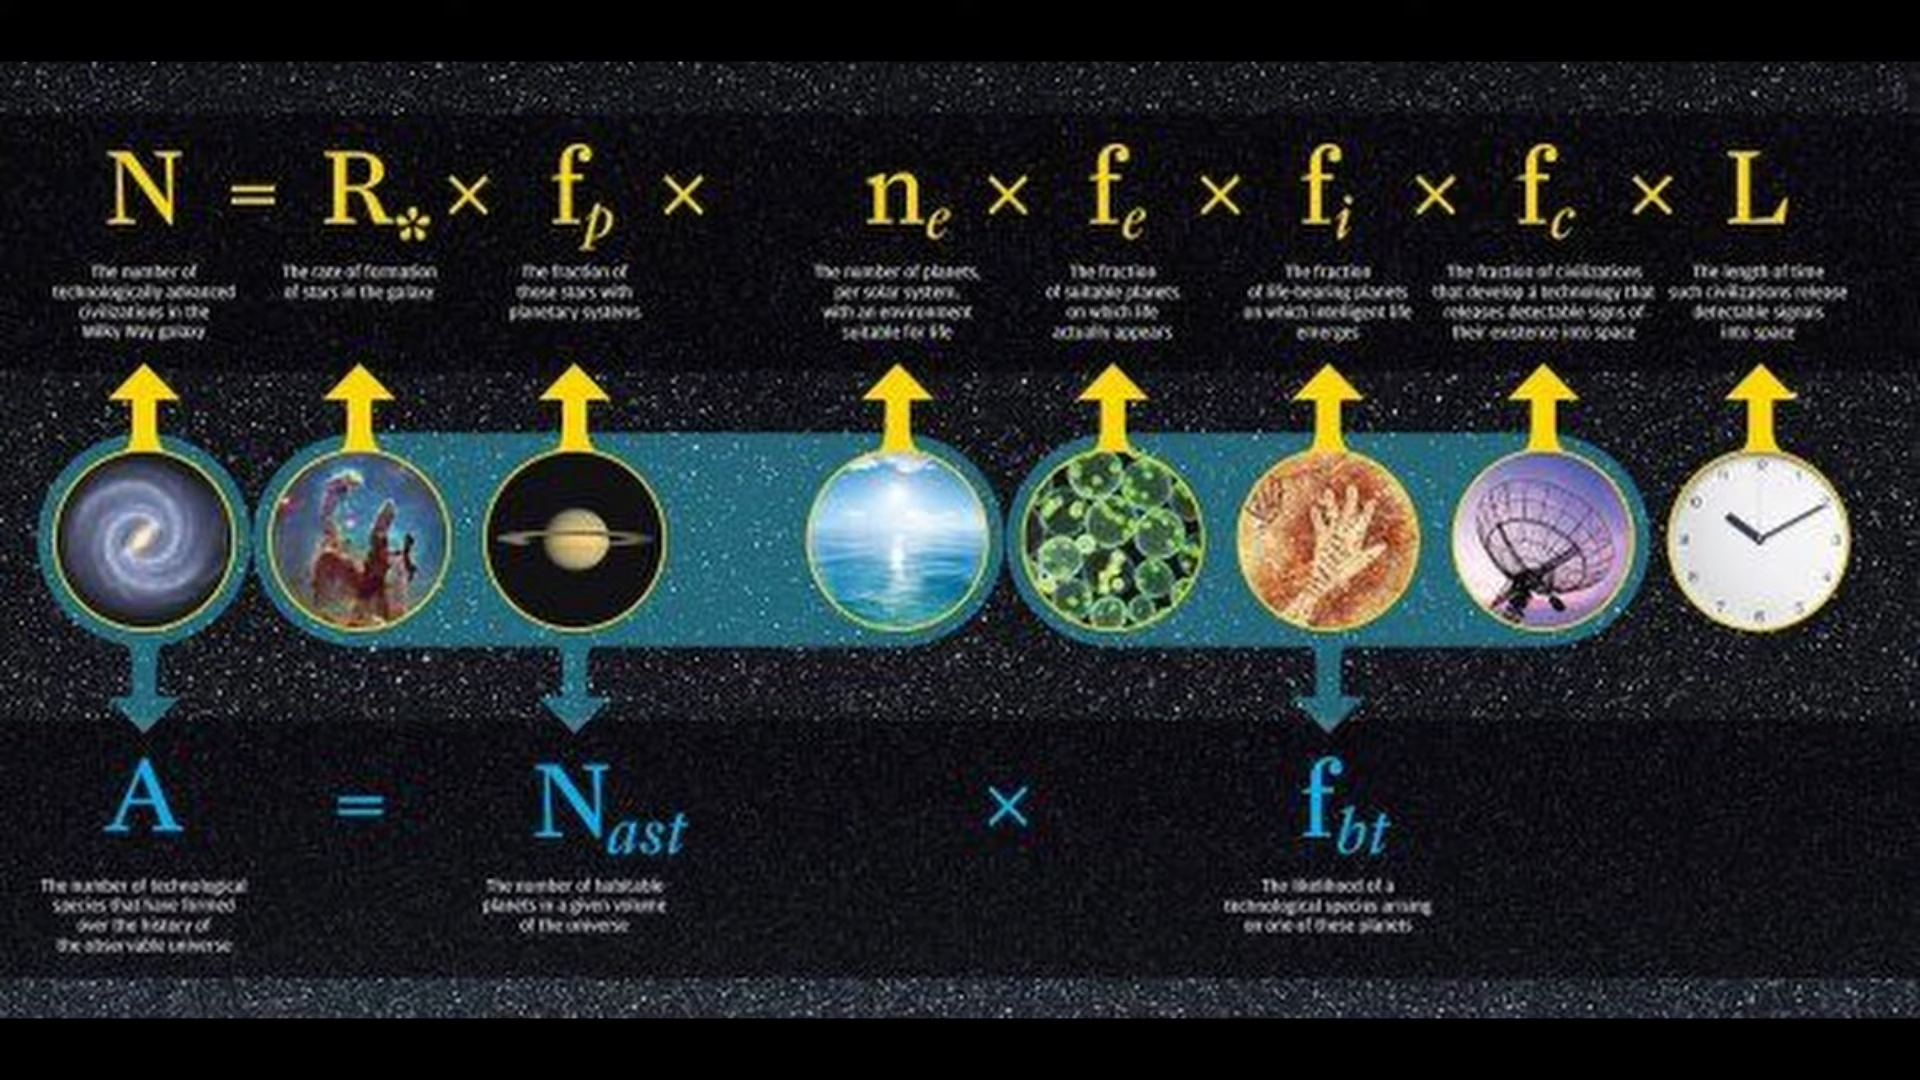 N = R* × fp × ne × fe × fi × fc × L
The number of
technologically advanced
civilizations in the
Milky Way galaxy
The rate of formation
of stars in the galaxy
The fraction of
those stars with
planetary systems
The number of planets,
per solar system,
with an environment
suitable for life
The fraction
of suitable planets
on which life
actually appears
The fraction
of life-bearing planets
on which intelligent life
emerges
The fraction of civilizations
that develop a technology that
releases detectable signs of
their existence into space
The length of time
such civilizations release
detectable signals
into space
A = Nast × fbt
The number of technological
species that have formed
over the history of
the observable universe
The number of habitable
planets in a given volume
of the universe
The likelihood of a
technological species arising
on one of these planets